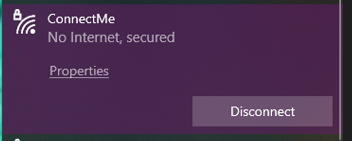 ConnectMe
No Internet, secured
Properties
Disconnect